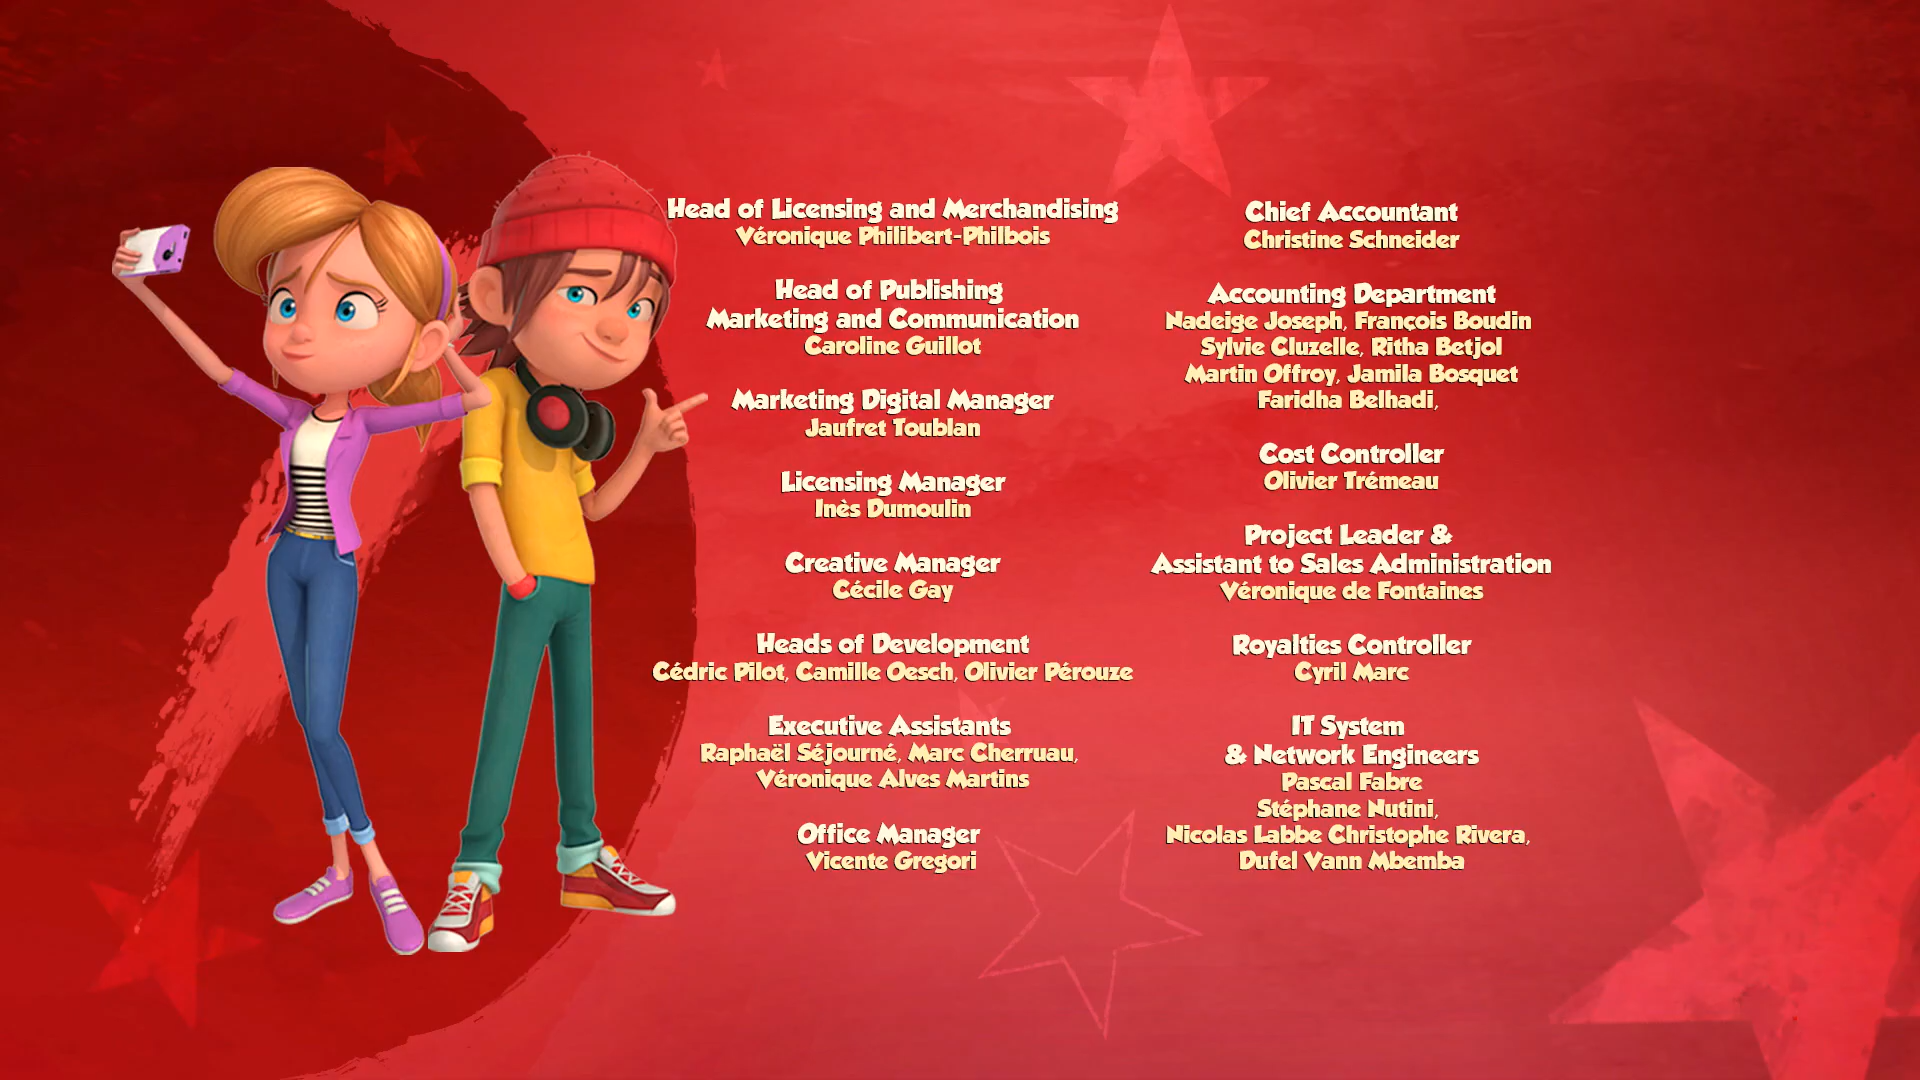 Head of Licensing and Merchandising
Véronique Philibert-Philbois
Head of Publishing
Marketing and Communication
Caroline Guillot
Marketing Digital Manager
Jaufret Toublan
Licensing Manager
Inès Dumoulin
Creative Manager
Cécile Gay
Heads of Development
Cédric Pilot, Camille Oesch, Olivier Pérouze
Executive Assistants
Raphaël Séjourné, Marc Cherruau,
Véronique Alves Martins
Office Manager
Vicente Gregori
Chief Accountant
Christine Schneider
Accounting Department
Nadeige Joseph, François Boudin
Sylvie Cluzelle, Ritha Betjol
Martin Offroy, Jamila Bosquet
Faridha Belhadi,
Cost Controller
Olivier Trémeau
Project Leader &
Assistant to Sales Administration
Véronique de Fontaines
Royalties Controller
Cyril Marc
IT System
& Network Engineers
Pascal Fabre
Stéphane Nutini,
Nicolas Labbe Christophe Rivera,
Dufel Vann Mbemba